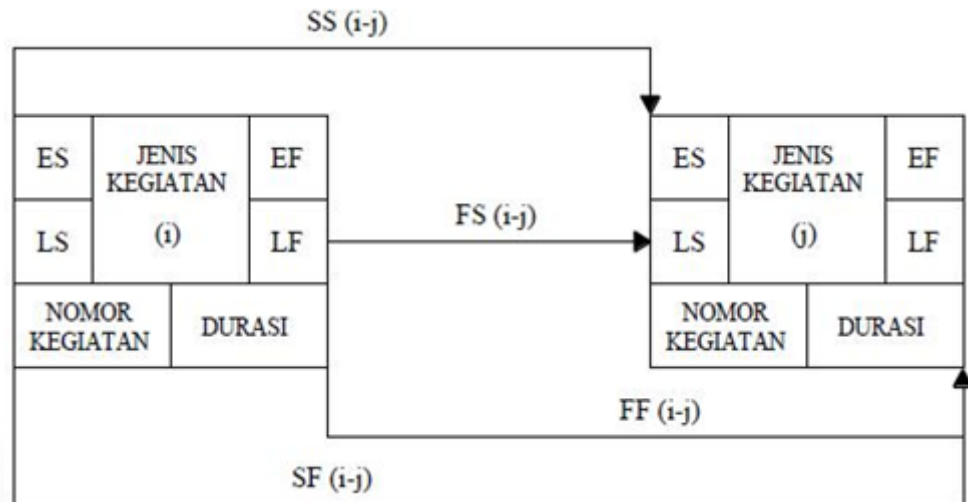 SS (i-j)
ES
JENIS
KEGIATAN
(i)
EF
LS
LF
NOMOR
KEGIATAN
DURASI
FS (i-j)
ES
JENIS
KEGIATAN
(j)
EF
LS
LF
NOMOR
KEGIATAN
DURASI
FF (i-j)
SF (i-j)